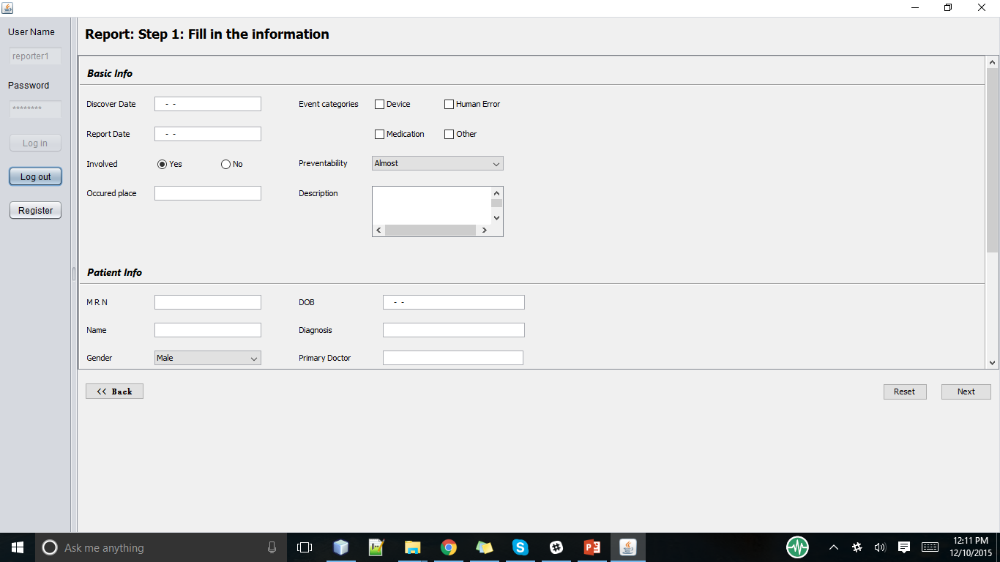 User Name
reporter1
Password
********
Log in
Log out
Register
Report: Step 1: Fill in the information
Basic Info
Discover Date - - Event categories Device Human Error
Report Date - - Medication Other
Involved Yes No Preventability Almost
Occured place Description
Patient Info
M R N DOB - -
Name Diagnosis
Gender Male Primary Doctor
<< Back Reset Next
Ask me anything
12:11 PM
12/10/2015